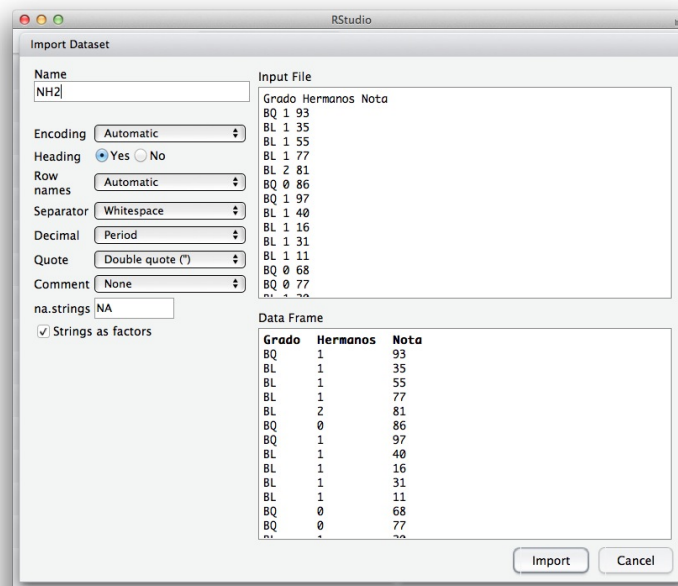 RStudio
Import Dataset
Name
NH2
Encoding Automatic
Heading Yes No
Row names Automatic
Separator Whitespace
Decimal Period
Quote Double quote (")
Comment None
na.strings NA
Strings as factors
Input File
Grado Hermanos Nota
BQ 1 93
BL 1 35
BL 1 55
BL 1 77
BL 2 81
BQ 0 86
BQ 1 97
BL 1 40
BL 1 16
BL 1 31
BL 1 11
BQ 0 68
BQ 0 77
Data Frame
Grado Hermanos Nota
BQ 1 93
BL 1 35
BL 1 55
BL 1 77
BL 2 81
BQ 0 86
BQ 1 97
BL 1 40
BL 1 16
BL 1 31
BL 1 11
BQ 0 68
BQ 0 77
Import Cancel